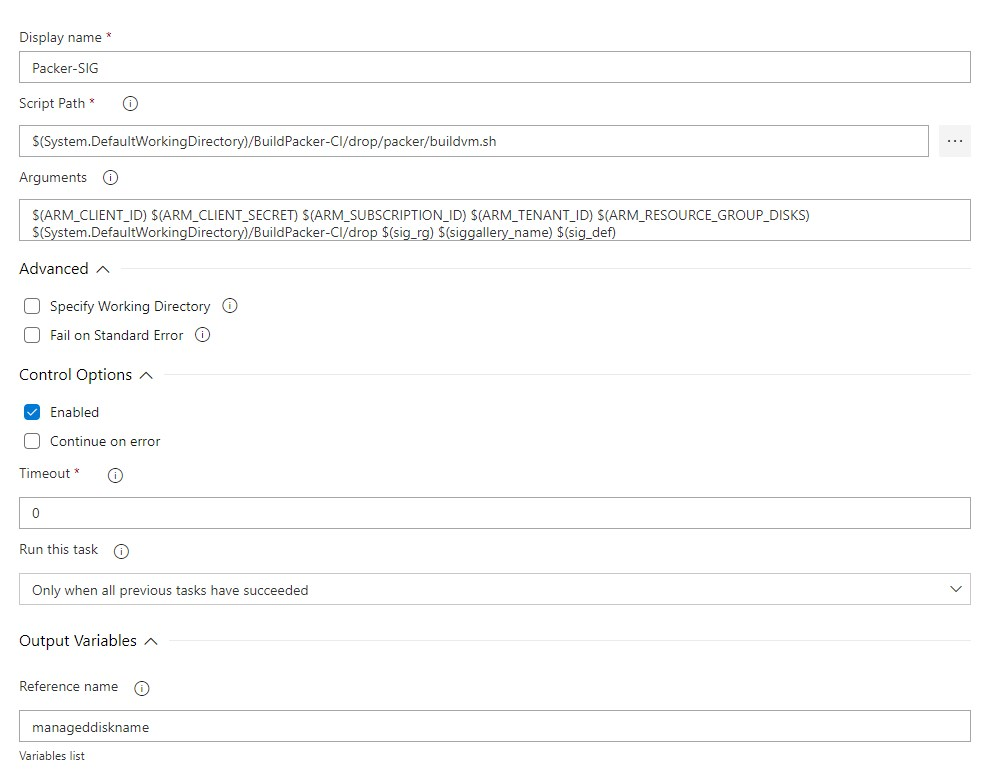 Display name *
Packer-SIG
Script Path *
$(System.DefaultWorkingDirectory)/BuildPacker-CI/drop/packer/buildvm.sh
...
Arguments
$(ARM_CLIENT_ID) $(ARM_CLIENT_SECRET) $(ARM_SUBSCRIPTION_ID) $(ARM_TENANT_ID) $(ARM_RESOURCE_GROUP_DISKS)
$(System.DefaultWorkingDirectory)/BuildPacker-CI/drop $(sig_rg) $(siggallery_name) $(sig_def)
Advanced
Specify Working Directory
Fail on Standard Error
Control Options
Enabled
Continue on error
Timeout *
0
Run this task
Only when all previous tasks have succeeded
Output Variables
Reference name
manageddiskname
Variables list